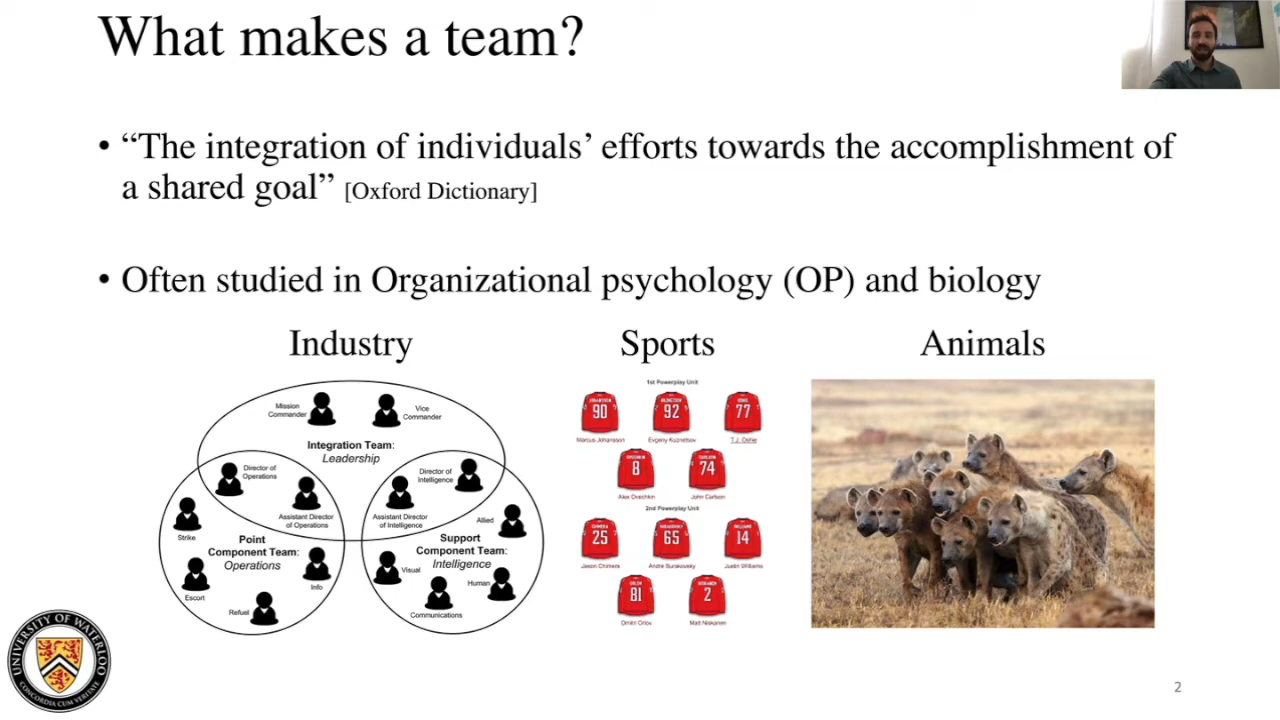 What makes a team?
• “The integration of individuals’ efforts towards the accomplishment of
a shared goal” [Oxford Dictionary]
• Often studied in Organizational psychology (OP) and biology
Industry
Sports
Animals
Mission
Commander
Vice
Commander
Integration Team:
Leadership
Director of
Operations
Assistant Director
of Operations
Director of
Intelligence
Assistant Director
of Intelligence
Strike
Point
Component Team:
Operations
Escort
Info
Refuel
Allied
Support
Component Team:
Intelligence
Visual
Human
Communications
1st Powerplay Unit
90
92
77
Marcus Johansson
Evgeny Kuznetsov
T.J. Oshie
8
74
Alex Ovechkin
John Carlson
2nd Powerplay Unit
25
65
14
Jason Chimera
Andre Burakovsky
Justin Williams
81
2
Dmitri Orlov
Matt Niskanen
UNIVERSITY OF WATERLOO
CONCORDIA CUM VERITATE
2